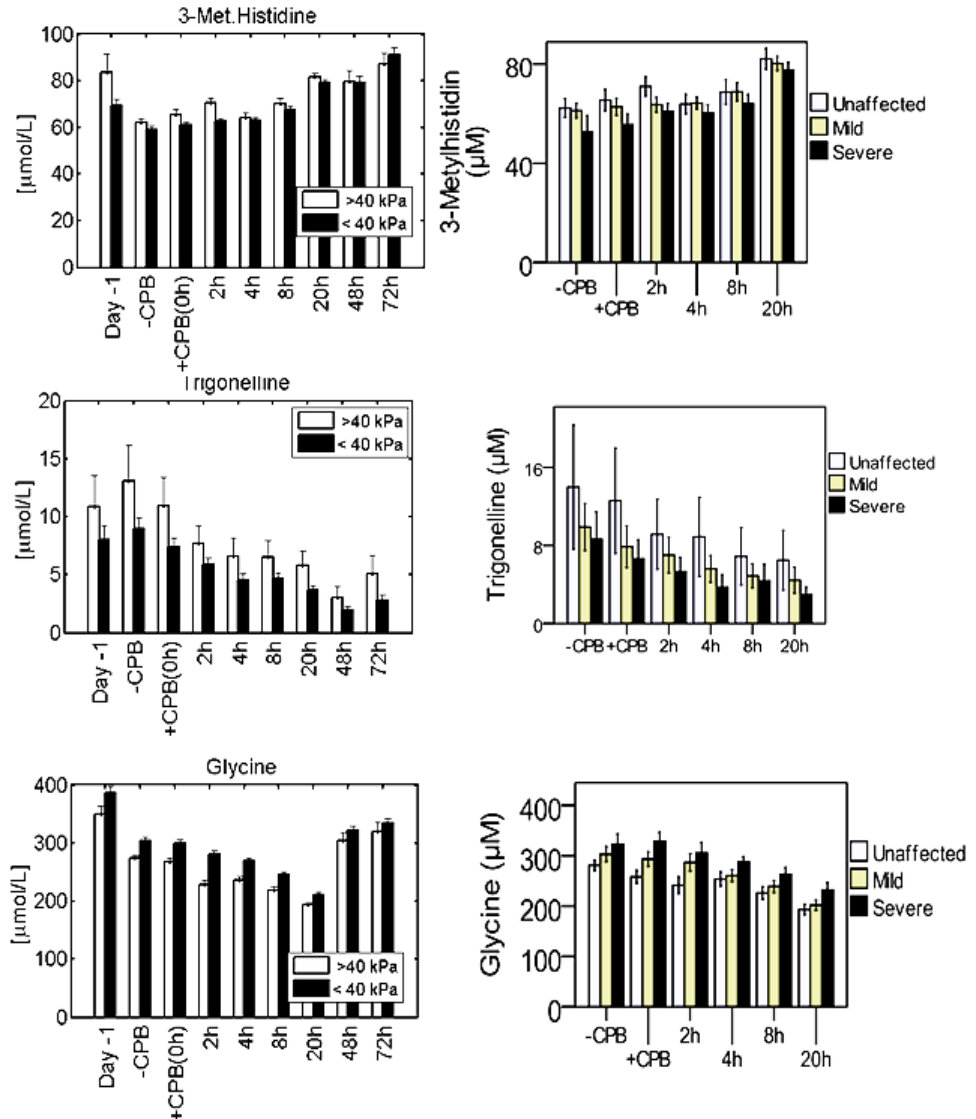 3-Met.Histidine
100
80
60
40
20
0
[µmol/L]
>40 kPa
< 40 kPa
Day -1
-CPB
+CPB(0h)
2h
4h
8h
20h
48h
72h
80
40
0
3-Metylhistidin
(µM)
Unaffected
Mild
Severe
-CPB
+CPB
2h
4h
8h
20h
Trigonelline
20
15
10
5
0
[µmol/L]
>40 kPa
< 40 kPa
Day -1
-CPB
+CPB(0h)
2h
4h
8h
20h
48h
72h
16
8
0
Trigonelline (µM)
Unaffected
Mild
Severe
-CPB
+CPB
2h
4h
8h
20h
Glycine
400
300
200
100
0
[µmol/L]
>40 kPa
< 40 kPa
Day -1
-CPB
+CPB(0h)
2h
4h
8h
20h
48h
72h
400
300
200
100
0
Glycine (µM)
Unaffected
Mild
Severe
-CPB
+CPB
2h
4h
8h
20h